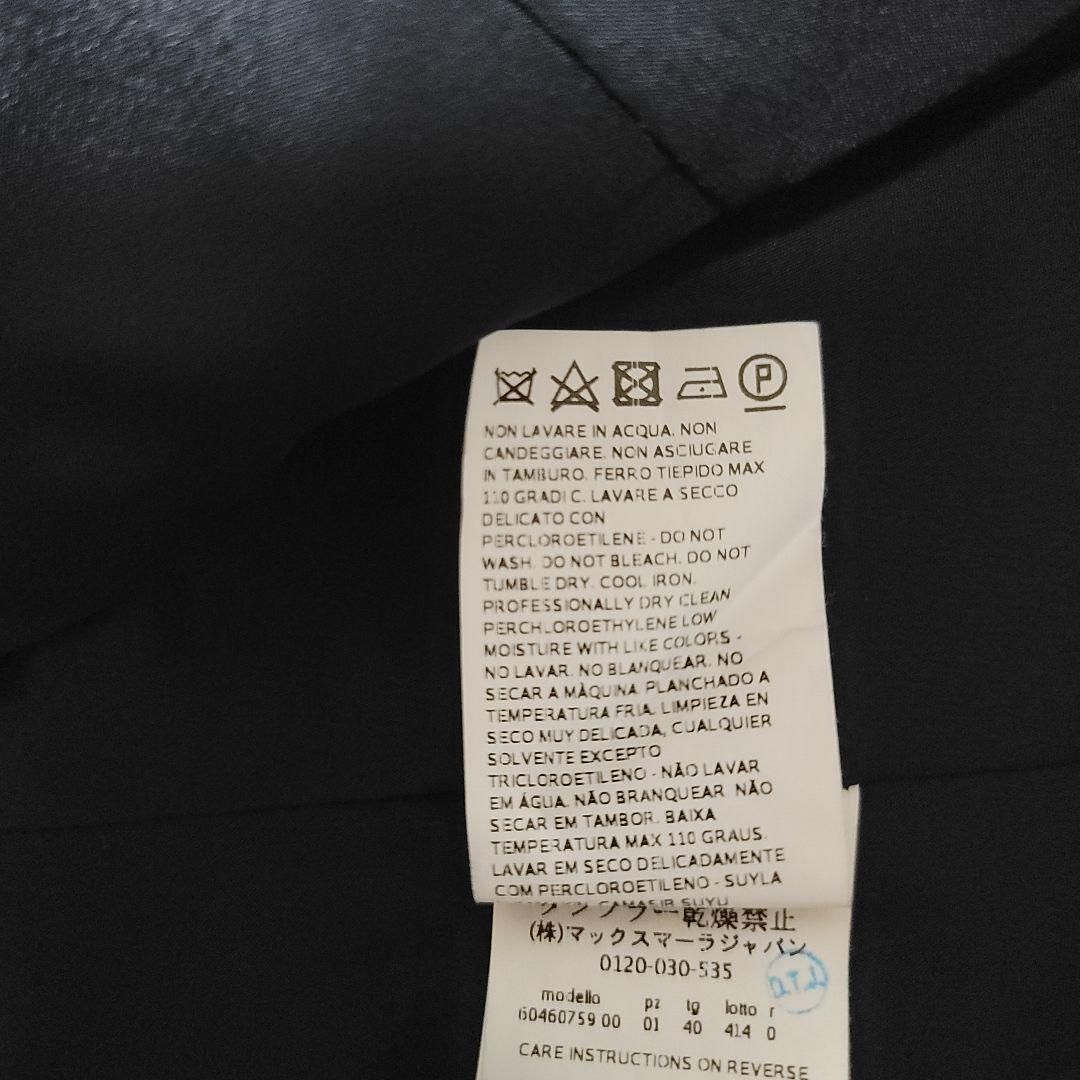 P
NON LAVARE IN ACQUA. NON
CANDEGGIARE. NON ASCIUGARE
IN TAMBURO. FERRO TIEPIDO MAX
110 GRADI C. LAVARE A SECCO
DELICATO CON
PERCLOROETILENE - DO NOT
WASH. DO NOT BLEACH. DO NOT
TUMBLE DRY. COOL IRON.
PROFESSIONALLY DRY CLEAN
PERCHLOROETHYLENE LOW
MOISTURE WITH LIKE COLORS -
NO LAVAR. NO BLANQUEAR. NO
SECAR A MÀQUINA. PLANCHADO A
TEMPERATURA FRIA. LIMPIEZA EN
SECO MUY DELICADA, CUALQUIER
SOLVENTE EXCEPTO
TRICLOROETILENO - NÃO LAVAR
EM ÁGUA. NÃO BRANQUEAR NÃO
SECAR EM TAMBOR. BAIXA
TEMPERATURA MAX 110 GRAUS.
LAVAR EM SECO DELICADAMENTE
COM PERCLOROETILENO - SUYLA
タンブラー乾燥禁止
(株)マックスマーラジャパン
0120-030-535
modello pz tg lotto r
60460759 00 01 40 414 0
CARE INSTRUCTIONS ON REVERSE